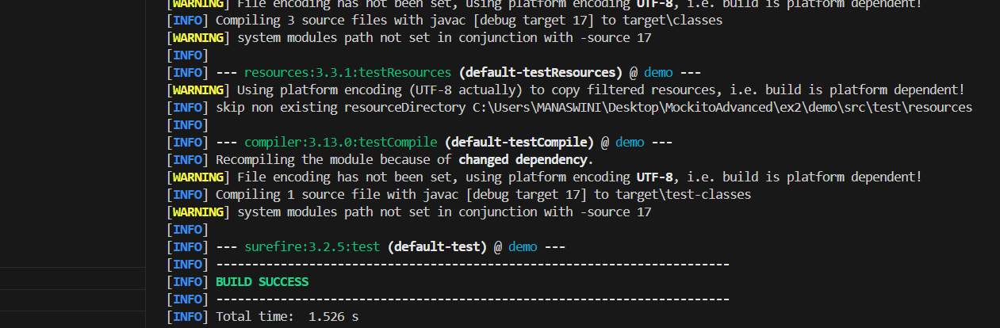 [WARNING] File encoding has not been set, using platform encoding UTF-8, i.e. build is platform dependent!
[INFO] Compiling 3 source files with javac [debug target 17] to target\classes
[WARNING] system modules path not set in conjunction with -source 17
[INFO]
[INFO] --- resources:3.3.1:testResources (default-testResources) @ demo ---
[WARNING] Using platform encoding (UTF-8 actually) to copy filtered resources, i.e. build is platform dependent!
[INFO] skip non existing resourceDirectory C:\Users\MANASWINI\Desktop\MockitoAdvanced\ex2\demo\src\test\resources
[INFO]
[INFO] --- compiler:3.13.0:testCompile (default-testCompile) @ demo ---
[INFO] Recompiling the module because of changed dependency.
[WARNING] File encoding has not been set, using platform encoding UTF-8, i.e. build is platform dependent!
[INFO] Compiling 1 source file with javac [debug target 17] to target\test-classes
[WARNING] system modules path not set in conjunction with -source 17
[INFO]
[INFO] --- surefire:3.2.5:test (default-test) @ demo ---
[INFO] ------------------------------------------------------------------------
[INFO] BUILD SUCCESS
[INFO] ------------------------------------------------------------------------
[INFO] Total time:  1.526 s